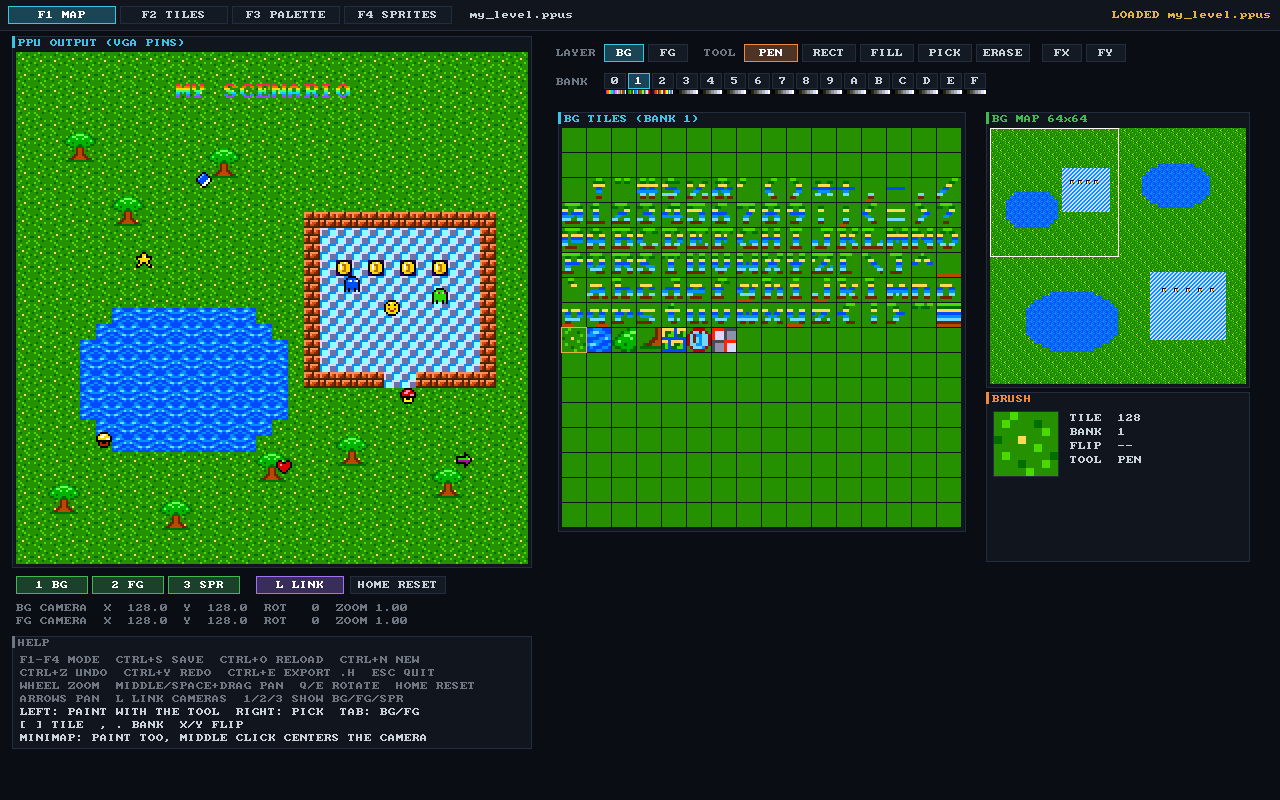 F1 MAP F2 TILES F3 PALETTE F4 SPRITES my_level.ppus LOADED my_level.ppus
PPU OUTPUT (VGA PINS)
MY SCENARIO
LAYER BG FG TOOL PEN RECT FILL PICK ERASE FX FY
BANK 0 1 2 3 4 5 6 7 8 9 A B C D E F
BG TILES (BANK 1)
BG MAP 64x64
BRUSH
TILE 128
BANK 1
FLIP --
TOOL PEN
1 BG 2 FG 3 SPR L LINK HOME RESET
BG CAMERA X 128.0 Y 128.0 ROT 0 ZOOM 1.00
FG CAMERA X 128.0 Y 128.0 ROT 0 ZOOM 1.00
HELP
F1-F4 MODE CTRL+S SAVE CTRL+O RELOAD CTRL+N NEW
CTRL+Z UNDO CTRL+Y REDO CTRL+E EXPORT .H ESC QUIT
WHEEL ZOOM MIDDLE/SPACE+DRAG PAN Q/E ROTATE HOME RESET
ARROWS PAN L LINK CAMERAS 1/2/3 SHOW BG/FG/SPR
LEFT: PAINT WITH THE TOOL RIGHT: PICK TAB: BG/FG
[ ] TILE , . BANK X/Y FLIP
MINIMAP: PAINT TOO, MIDDLE CLICK CENTERS THE CAMERA